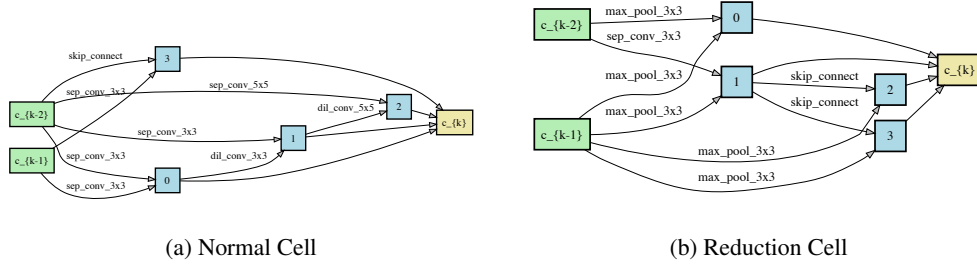 skip_connect
3
sep_conv_5x5
c_{k-2}
sep_conv_3x3
2
dil_conv_5x5
c_{k}
sep_conv_3x3
1
c_{k-1}
sep_conv_3x3
dil_conv_3x3
0
sep_conv_3x3
(a) Normal Cell
c_{k-2}
max_pool_3x3
0
sep_conv_3x3
c_{k}
max_pool_3x3
1
skip_connect
2
max_pool_3x3
skip_connect
c_{k-1}
3
max_pool_3x3
max_pool_3x3
(b) Reduction Cell